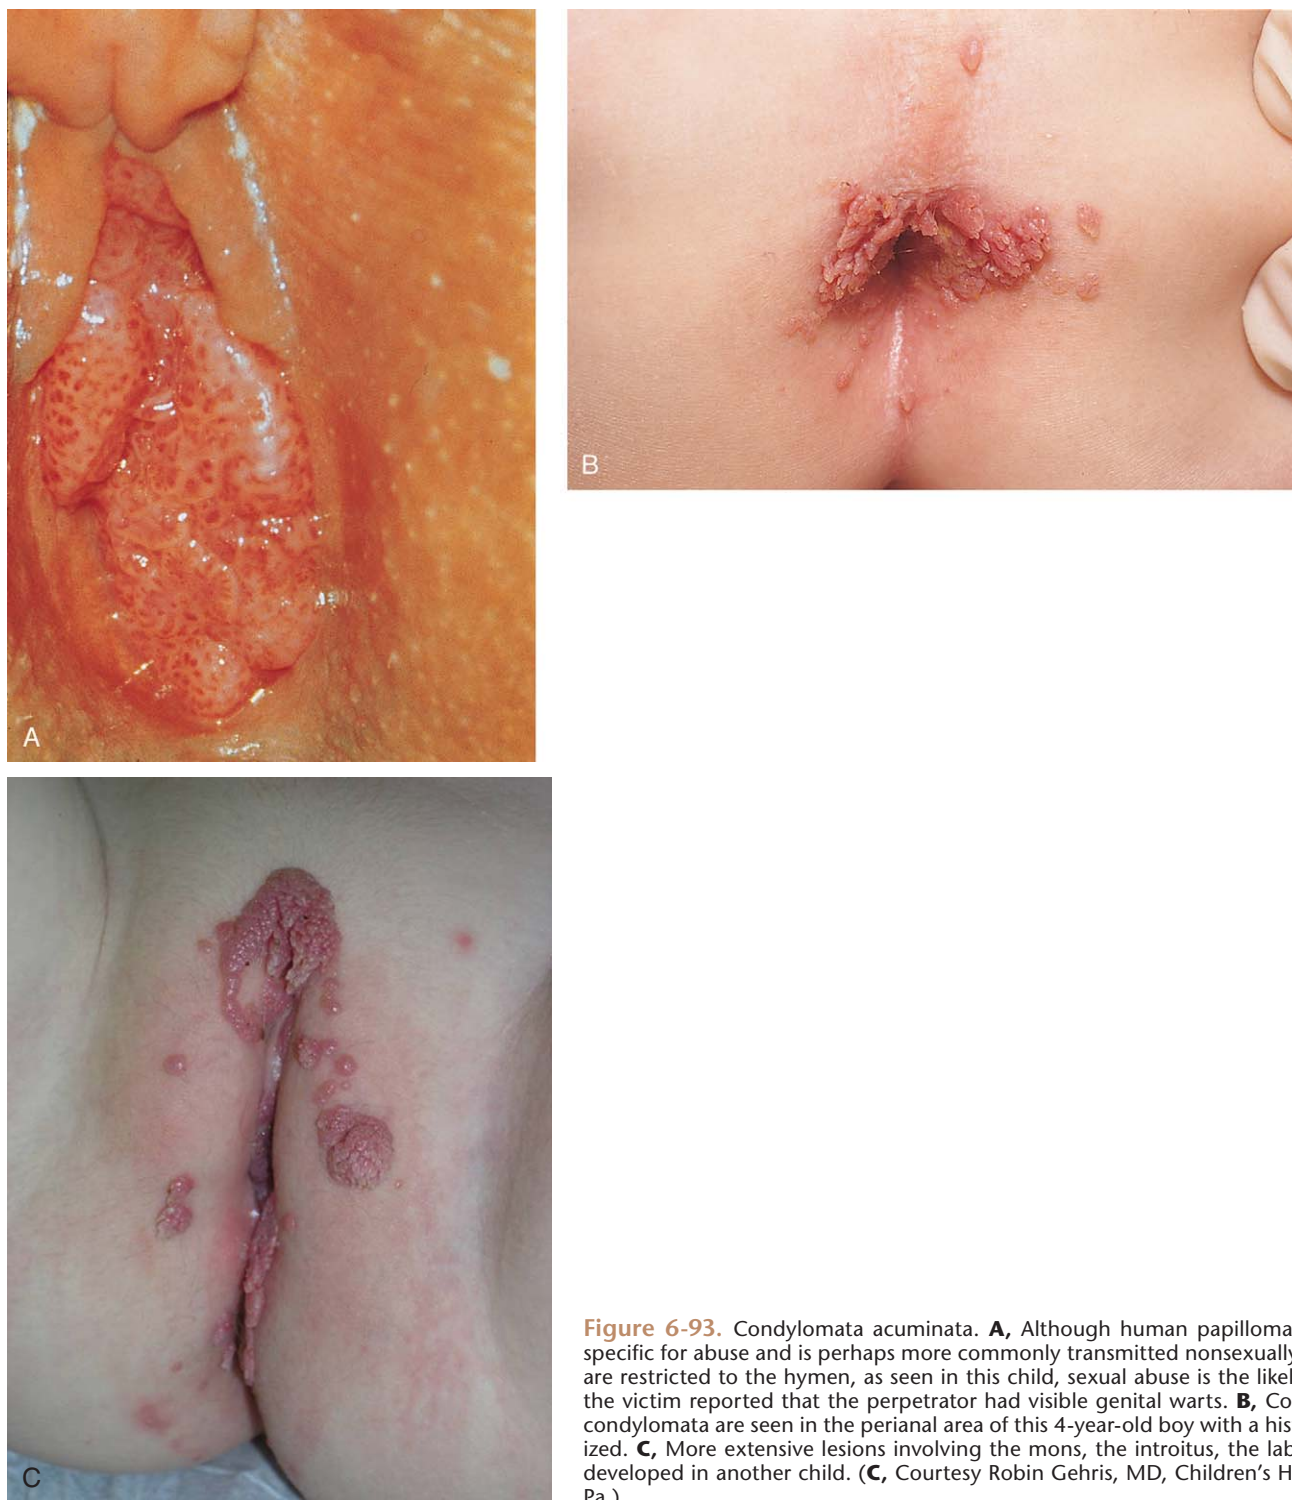 A
B
C
Figure 6-93. Condylomata acuminata. A, Although human papilloma
specific for abuse and is perhaps more commonly transmitted nonsexually
are restricted to the hymen, as seen in this child, sexual abuse is the likel
the victim reported that the perpetrator had visible genital warts. B, Co
condylomata are seen in the perianal area of this 4-year-old boy with a his
ized. C, More extensive lesions involving the mons, the introitus, the lab
developed in another child. (C, Courtesy Robin Gehris, MD, Children's H
Pa.)